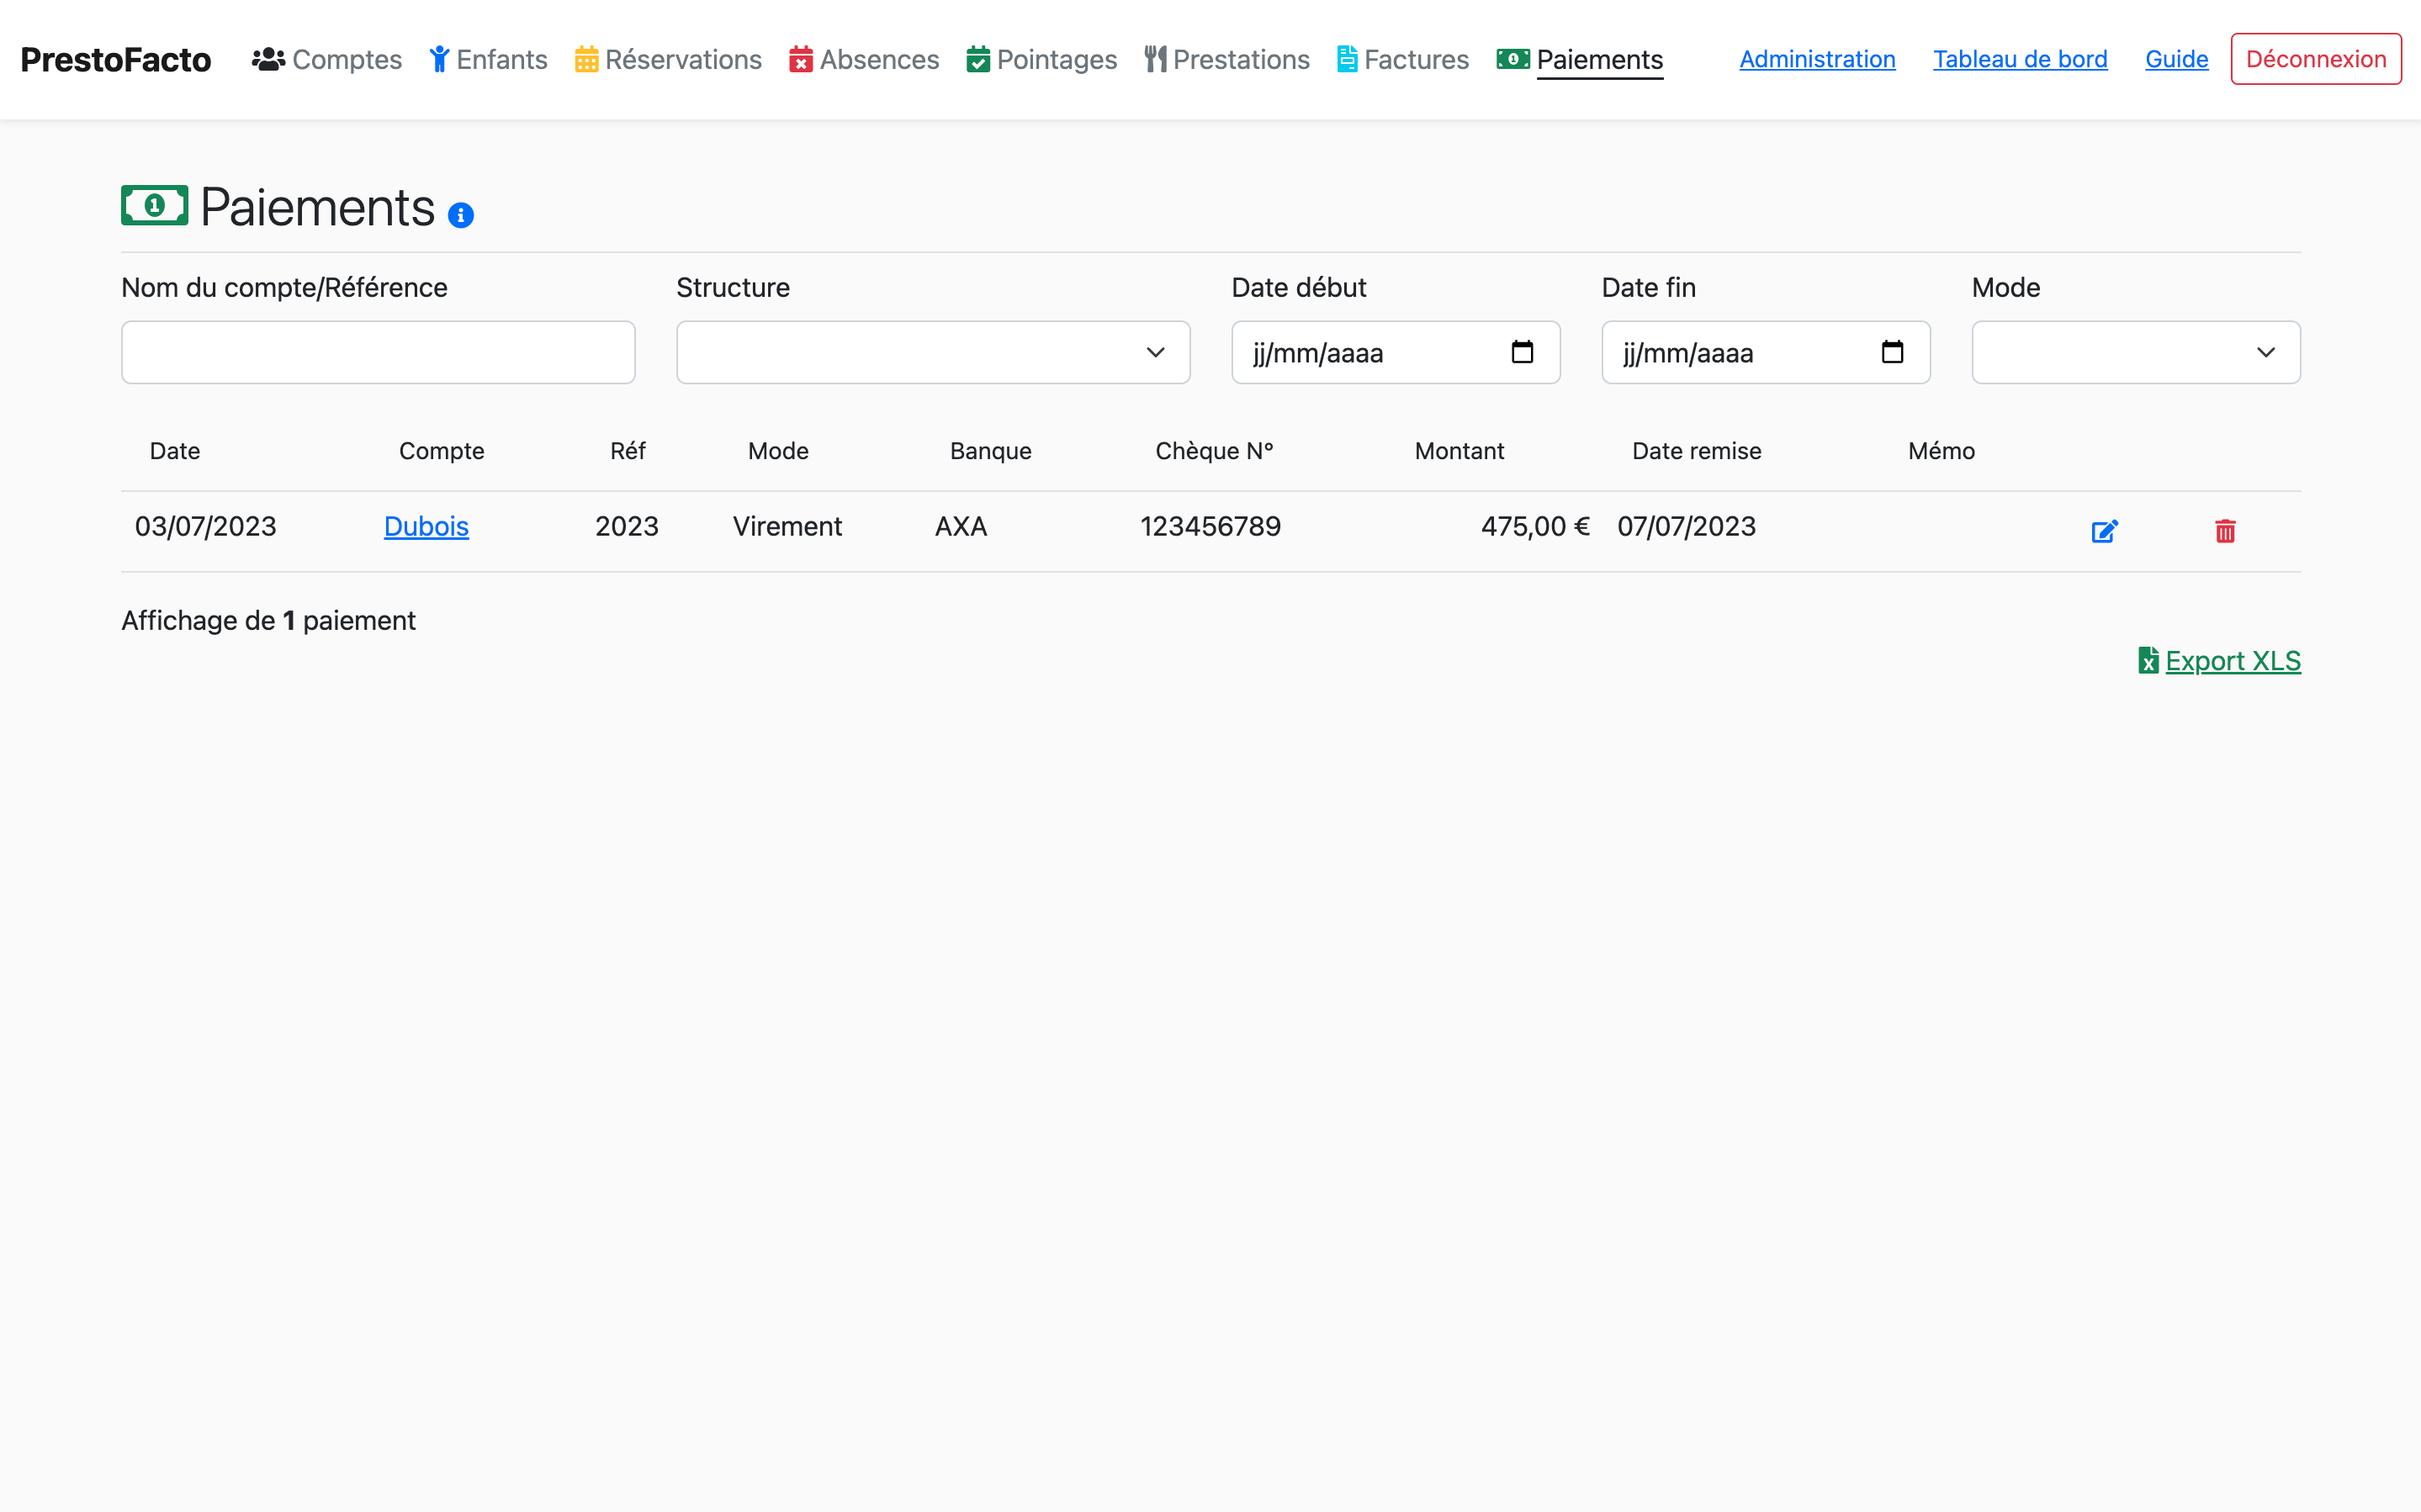 PrestoFacto Comptes Enfants Réservations Absences Pointages Prestations Factures Paiements Administration Tableau de bord Guide Déconnexion
Paiements
Nom du compte/Référence Structure Date début Date fin Mode
jj/mm/aaaa jj/mm/aaaa
Date Compte Réf Mode Banque Chèque N° Montant Date remise Mémo
03/07/2023 Dubois 2023 Virement AXA 123456789 475,00 € 07/07/2023
Affichage de 1 paiement
Export XLS